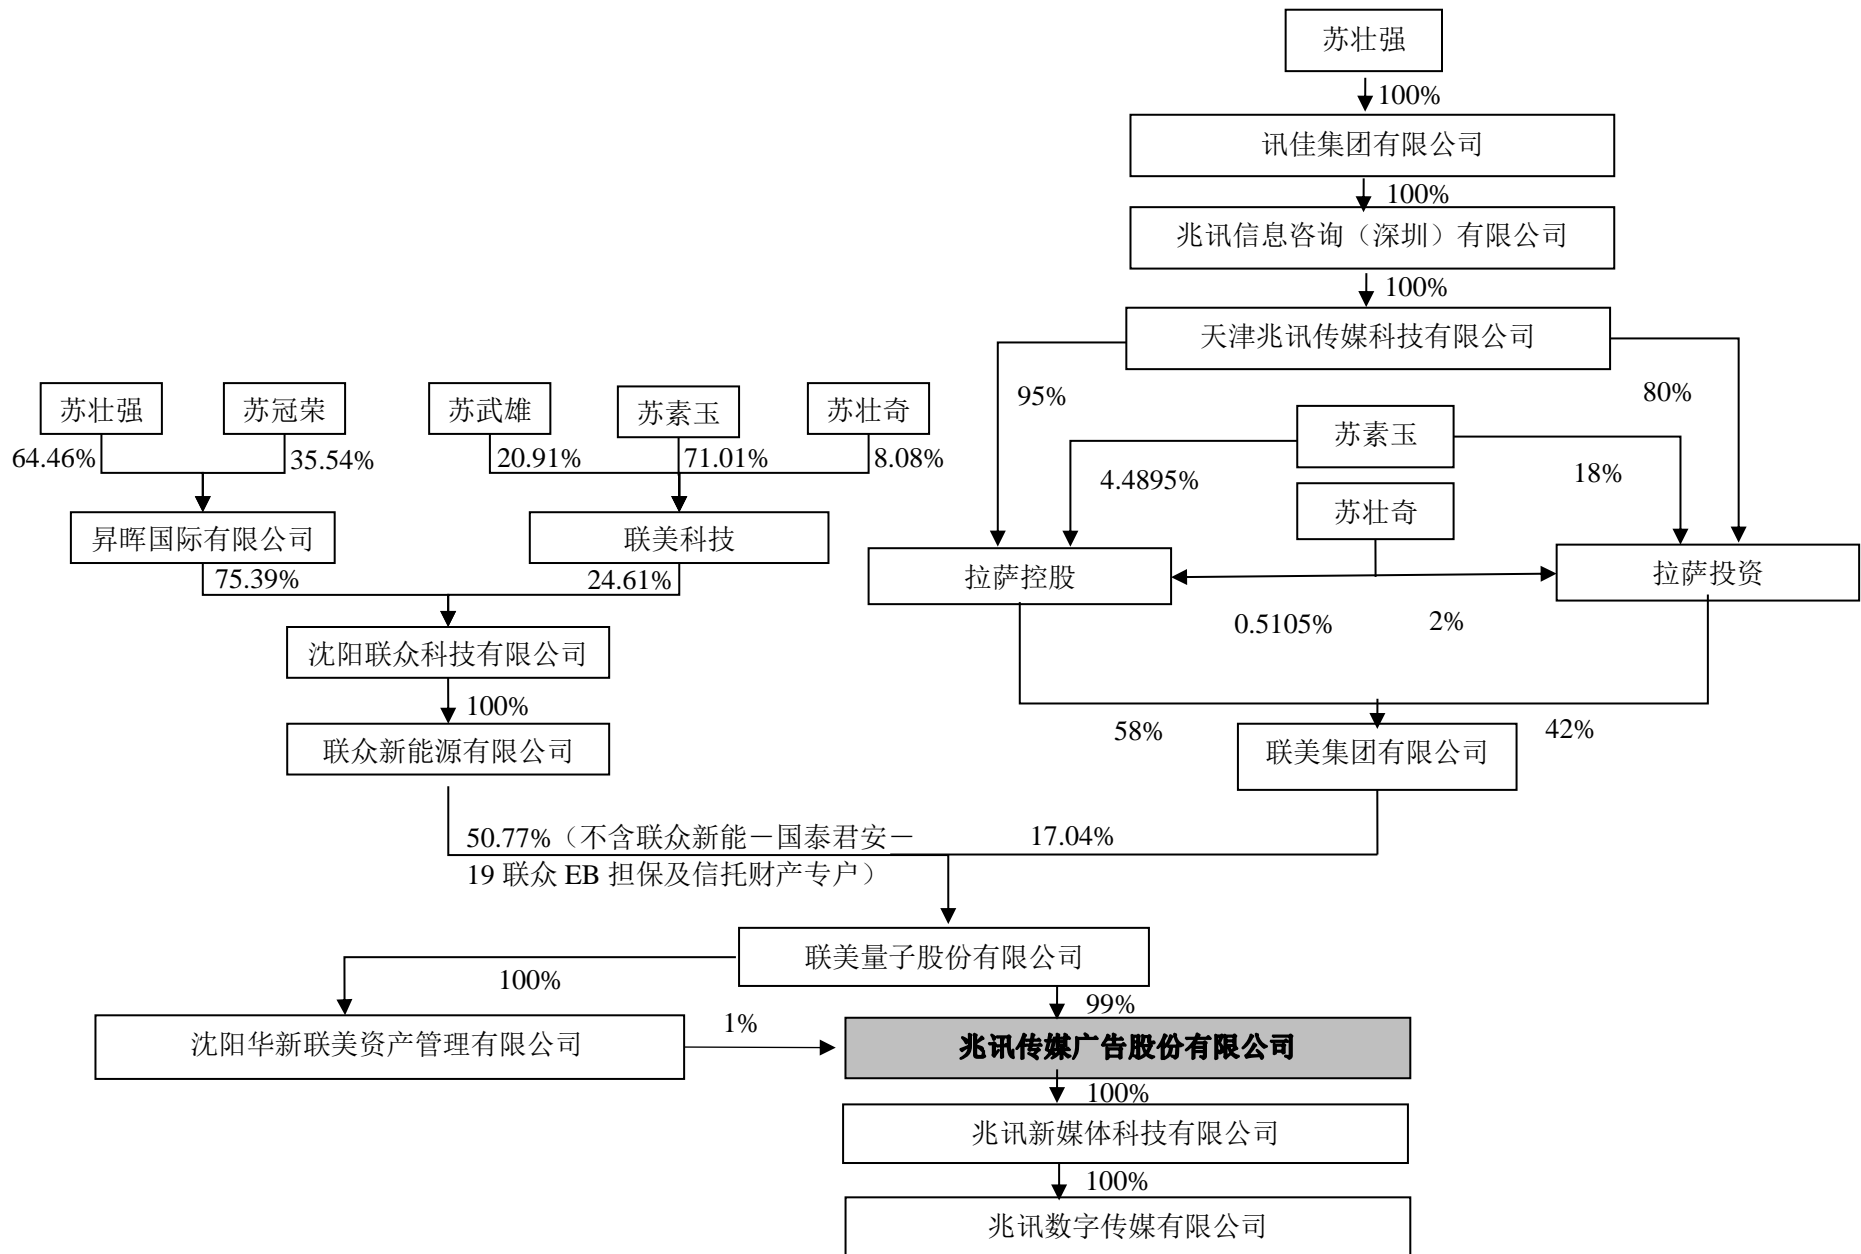 苏壮强
100%
讯佳集团有限公司
100%
兆讯信息咨询（深圳）有限公司
100%
天津兆讯传媒科技有限公司
95%
80%
苏壮强
苏冠荣
苏武雄
苏素玉
苏壮奇
苏素玉
64.46%
35.54%
20.91%
71.01%
8.08%
4.4895%
18%
苏壮奇
昇晖国际有限公司
联美科技
拉萨控股
拉萨投资
75.39%
24.61%
0.5105%
2%
沈阳联众科技有限公司
100%
58%
42%
联众新能源有限公司
联美集团有限公司
50.77%（不含联众新能－国泰君安－
19 联众 EB 担保及信托财产专户）
17.04%
联美量子股份有限公司
100%
99%
沈阳华新联美资产管理有限公司
1%
兆讯传媒广告股份有限公司
100%
兆讯新媒体科技有限公司
100%
兆讯数字传媒有限公司